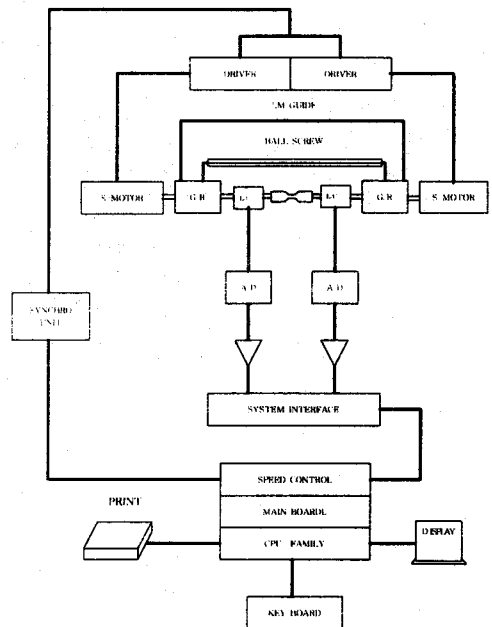 DRIVER DRIVER
LM GUIDE
BALL SCREW
S MOTOR G/R L/C L/C G/R S MOTOR
A/D A/D
SYNCHRO
UNIT
SYSTEM INTERFACE
SPEED CONTROL
PRINT
MAIN BOARDL
DISPLAY
CPU FAMILY
KEY BOARD